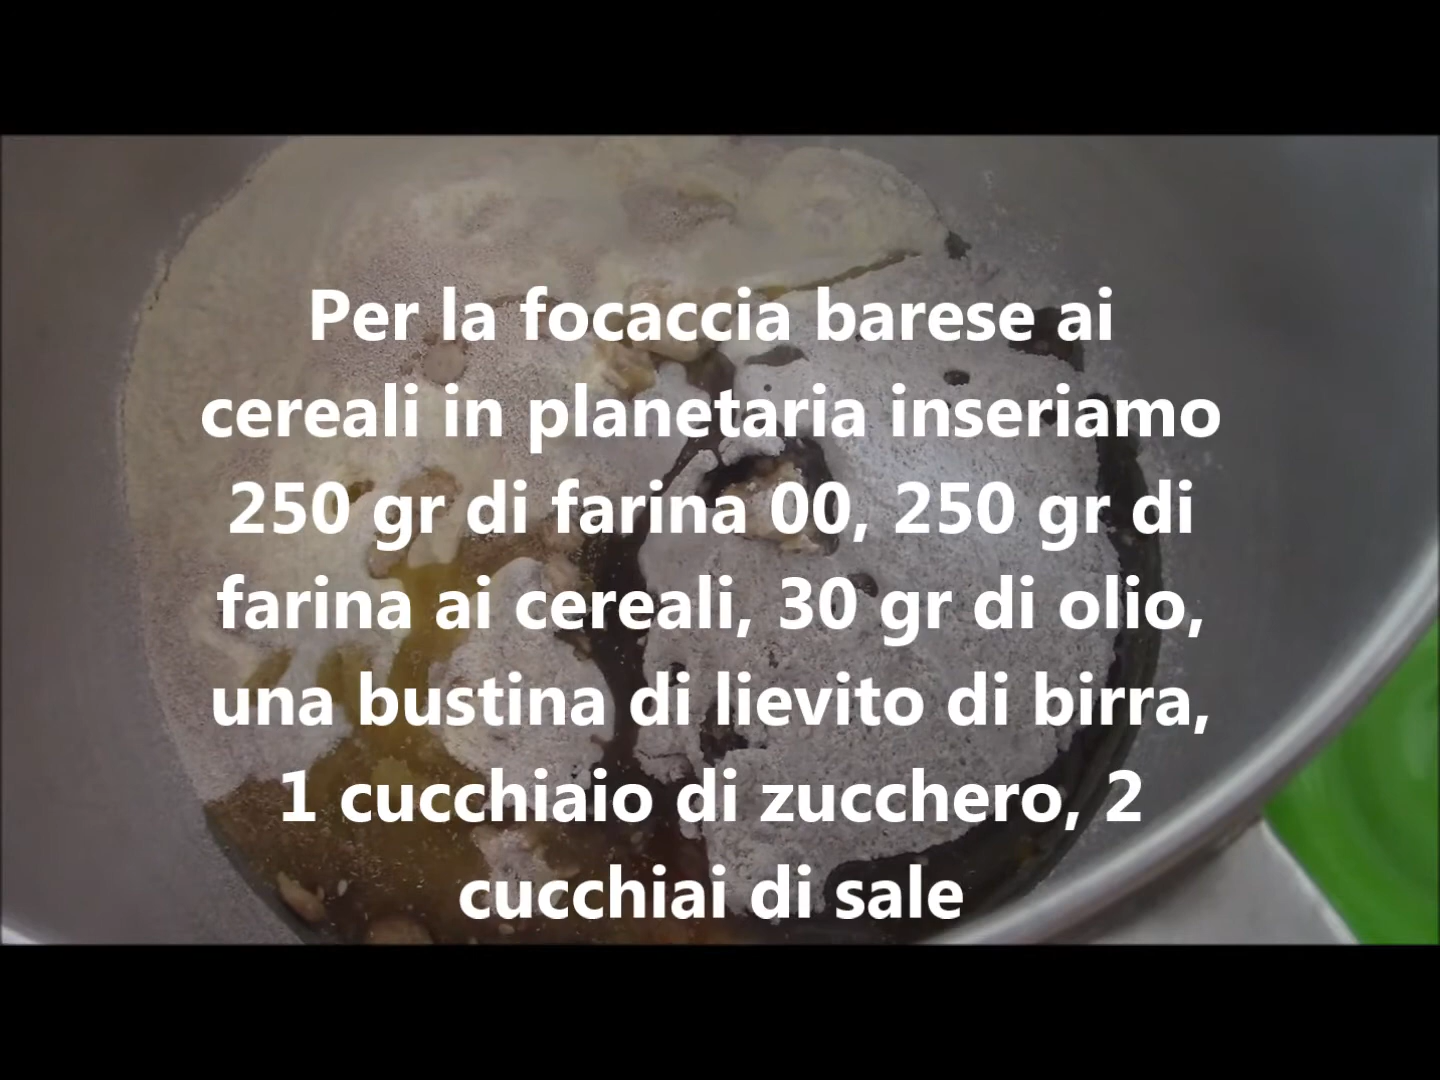 Per la focaccia barese ai
cereali in planetaria inseriamo
250 gr di farina 00, 250 gr di
farina ai cereali, 30 gr di olio,
una bustina di lievito di birra,
1 cucchiaio di zucchero, 2
cucchiai di sale